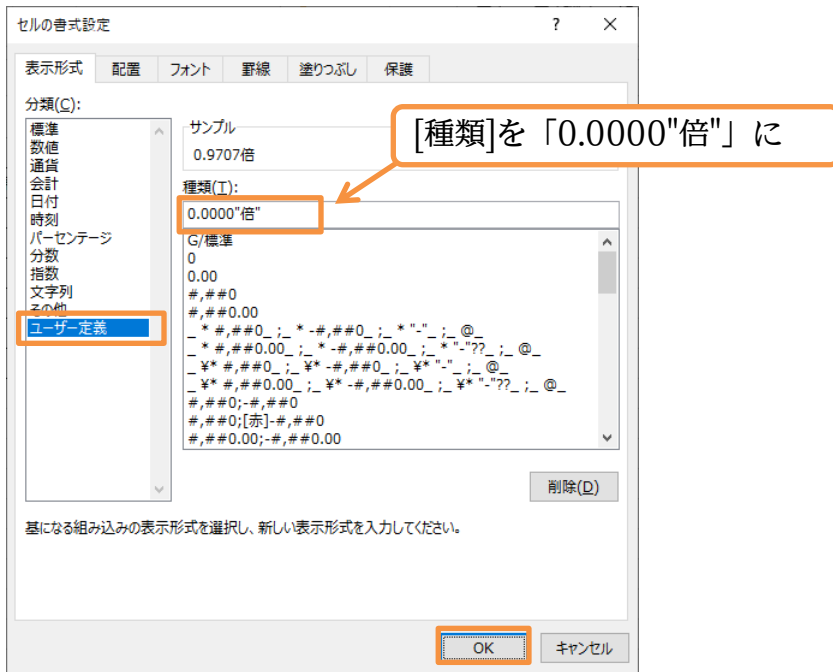 セルの書式設定
? ×
表示形式 配置 フォント 罫線 塗りつぶし 保護
分類(C):
標準
数値
通貨
会計
日付
時刻
パーセンテージ
分数
指数
文字列
その他
ユーザー定義
サンプル
0.9707倍
[種類]を「0.0000"倍"」に
種類(T):
0.0000"倍"
G/標準
0
0.00
#,##0
#,##0.00
_ * #,##0_ ;_ * -#,##0_ ;_ * "-"_ ;_ @_
_ * #,##0.00_ ;_ * -#,##0.00_ ;_ * "-"??_ ;_ @_
_ ¥* #,##0_ ;_ ¥* -#,##0_ ;_ ¥* "-"_ ;_ @_
_ ¥* #,##0.00_ ;_ ¥* -#,##0.00_ ;_ ¥* "-"??_ ;_ @_
#,##0;-#,##0
#,##0;[赤]-#,##0
#,##0.00;-#,##0.00
削除(D)
基になる組み込みの表示形式を選択し、新しい表示形式を入力してください。
OK キャンセル